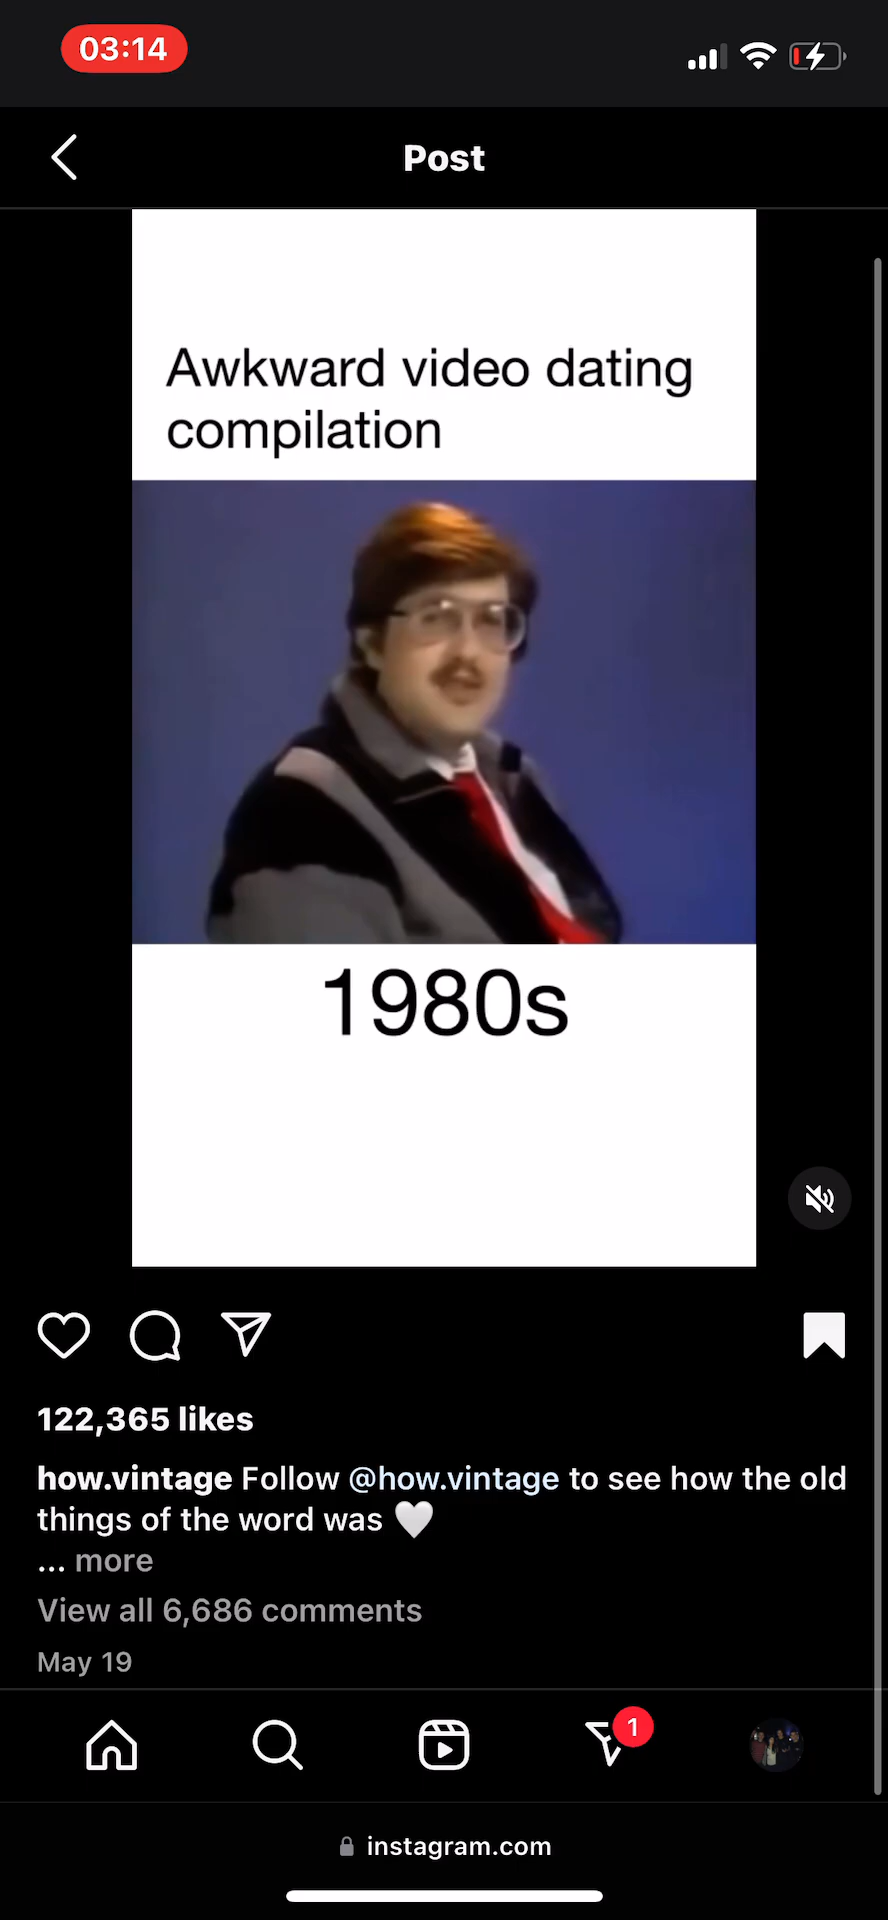 03:14
Post
Awkward video dating
compilation
1980s
122,365 likes
how.vintage Follow @how.vintage to see how the old
things of the word was 🤍
... more
View all 6,686 comments
May 19
1
instagram.com